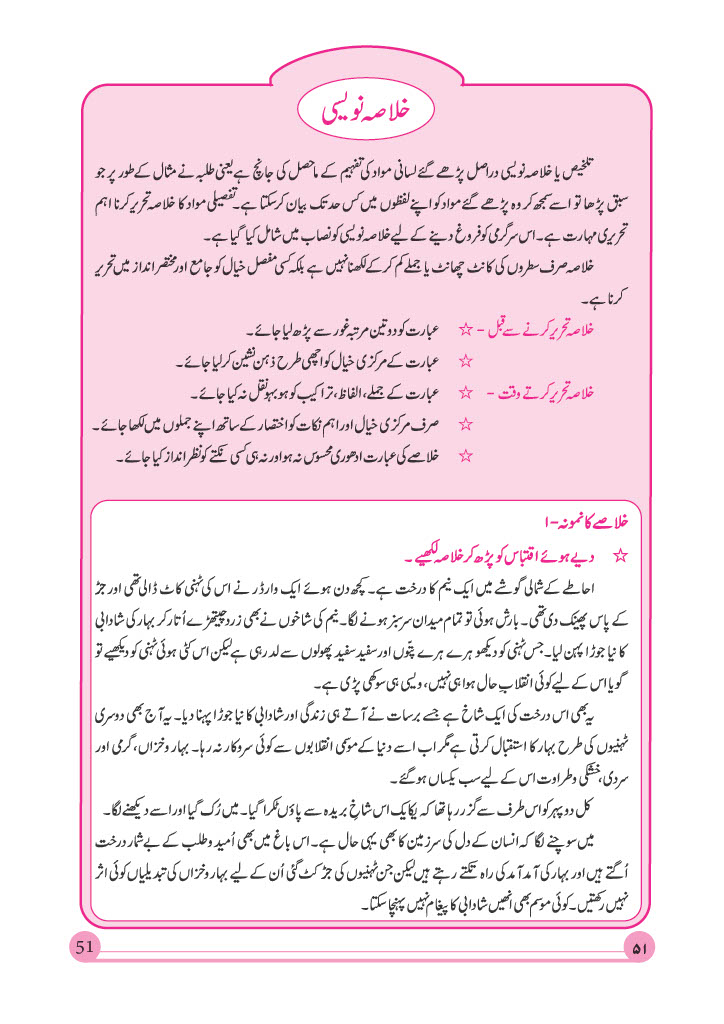 خلاصہ نویسی
تلخیص یا خلاصہ نویسی دراصل پڑھے گئے لسانی مواد کی تفہیم کے ماحصل کی جانچ ہے یعنی طلبہ نے مثال کے طور پر جو
سبق پڑھا تو اسے سمجھ کر وہ پڑھے گئے مواد کو اپنے لفظوں میں کس حد تک بیان کرسکتا ہے۔ تفصیلی مواد کا خلاصہ تحریر کرنا اہم
تحریری مہارت ہے۔ اس سرگرمی کو فروغ دینے کے لیے خلاصہ نویسی کو نصاب میں شامل کیا گیا ہے۔
خلاصہ صرف سطروں کی کانٹ چھانٹ یا جملے کم کرکے لکھنا نہیں ہے بلکہ کسی مفصل خیال کو جامع اور مختصر انداز میں تحریر
کرنا ہے۔
خلاصہ تحریر کرنے سے قبل - ☆ عبارت کو دو تین مرتبہ غور سے پڑھ لیا جائے۔
☆ عبارت کے مرکزی خیال کو اچھی طرح ذہن نشین کرلیا جائے۔
خلاصہ تحریر کرتے وقت - ☆ عبارت کے جملے، الفاظ، تراکیب کو ہوبہو نقل نہ کیا جائے۔
☆ صرف مرکزی خیال اور اہم نکات کو اختصار کے ساتھ اپنے جملوں میں لکھا جائے۔
☆ خلاصے کی عبارت ادھوری محسوس نہ ہو اور نہ ہی کسی نکتے کو نظر انداز کیا جائے۔
خلاصے کا نمونہ - ۱
☆ دیے ہوئے اقتباس کو پڑھ کر خلاصہ لکھیے ۔
احاطے کے شمالی گوشے میں ایک نیم کا درخت ہے۔ کچھ دن ہوئے ایک وارڈر نے اس کی ٹہنی کاٹ ڈالی تھی اور جڑ
کے پاس پھینک دی تھی۔ بارش ہوئی تو تمام میدان سرسبز ہونے لگا۔ نیم کی شاخوں نے بھی زرد چیتھڑے اُتار کر بہار کی شادابی
کا نیا جوڑا پہن لیا۔ جس ٹہنی کو دیکھو ہرے ہرے پتّوں اور سفید سفید پھولوں سے لد رہی ہے لیکن اس کٹی ہوئی ٹہنی کو دیکھیے تو
گویا اس کے لیے کوئی انقلابِ حال ہوا ہی نہیں، ویسی ہی سوکھی پڑی ہے۔
یہ بھی اس درخت کی ایک شاخ ہے جسے برسات نے آتے ہی زندگی اور شادابی کا نیا جوڑا پہنا دیا۔ یہ آج بھی دوسری
ٹہنیوں کی طرح بہار کا استقبال کرتی ہے مگر اب اسے دنیا کے موسمی انقلابوں سے کوئی سروکار نہ رہا۔ بہار و خزاں، گرمی اور
سردی، خشکی و طراوت اس کے لیے سب یکساں ہوگئے۔
کل دوپہر کو اس طرف سے گزر رہا تھا کہ یکایک اس شاخِ بریدہ سے پاؤں ٹکرا گیا۔ میں رُک گیا اور اسے دیکھنے لگا۔
میں سوچنے لگا کہ انسان کے دل کی سرزمین کا بھی یہی حال ہے۔ اس باغ میں بھی اُمید و طلب کے بے شمار درخت
اُگتے ہیں اور بہار کی آمد آمد کی راہ تکتے رہتے ہیں لیکن جن ٹہنیوں کی جڑ کٹ گئی اُن کے لیے بہار و خزاں کی تبدیلیاں کوئی اثر
نہیں رکھتیں۔ کوئی موسم بھی انھیں شادابی کا پیغام نہیں پہنچا سکتا۔
51
۵۱